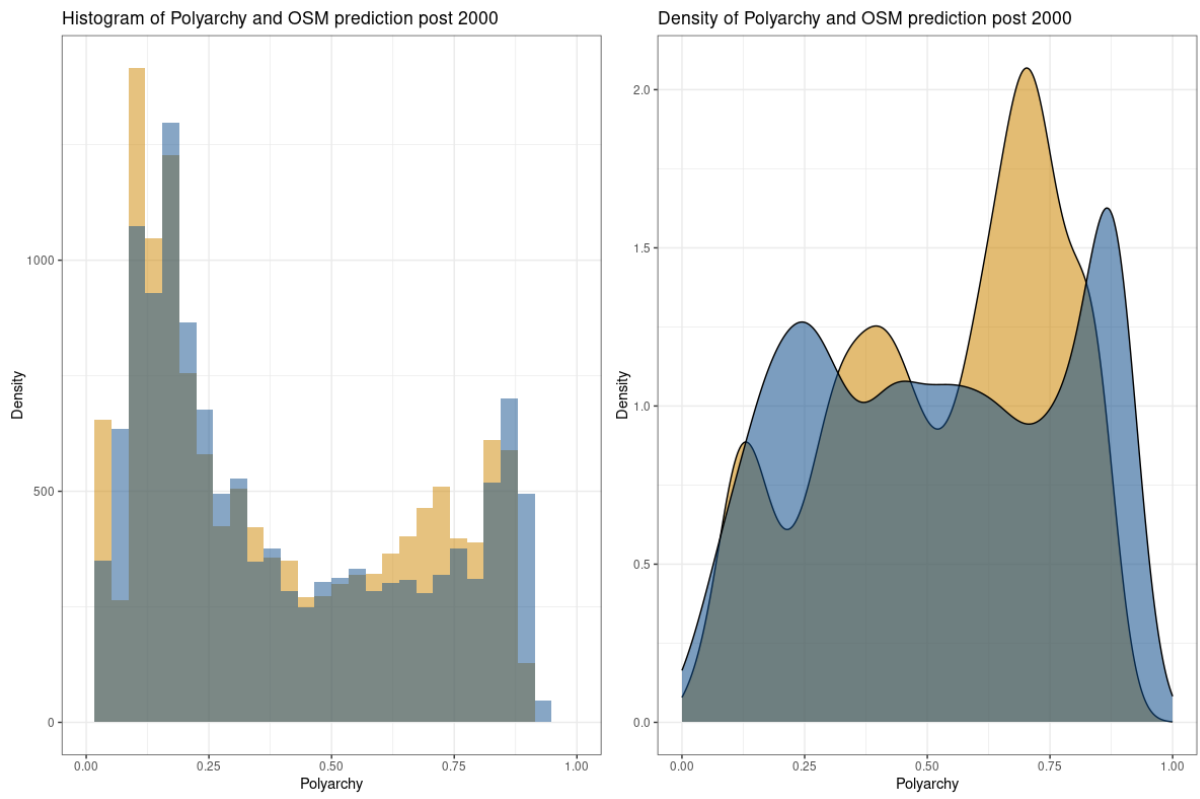 Histogram of Polyarchy and OSM prediction post 2000
Density
1000
500
0
0.00 0.25 0.50 0.75 1.00
Polyarchy
Density of Polyarchy and OSM prediction post 2000
Density
2.0
1.5
1.0
0.5
0.0
0.00 0.25 0.50 0.75 1.00
Polyarchy